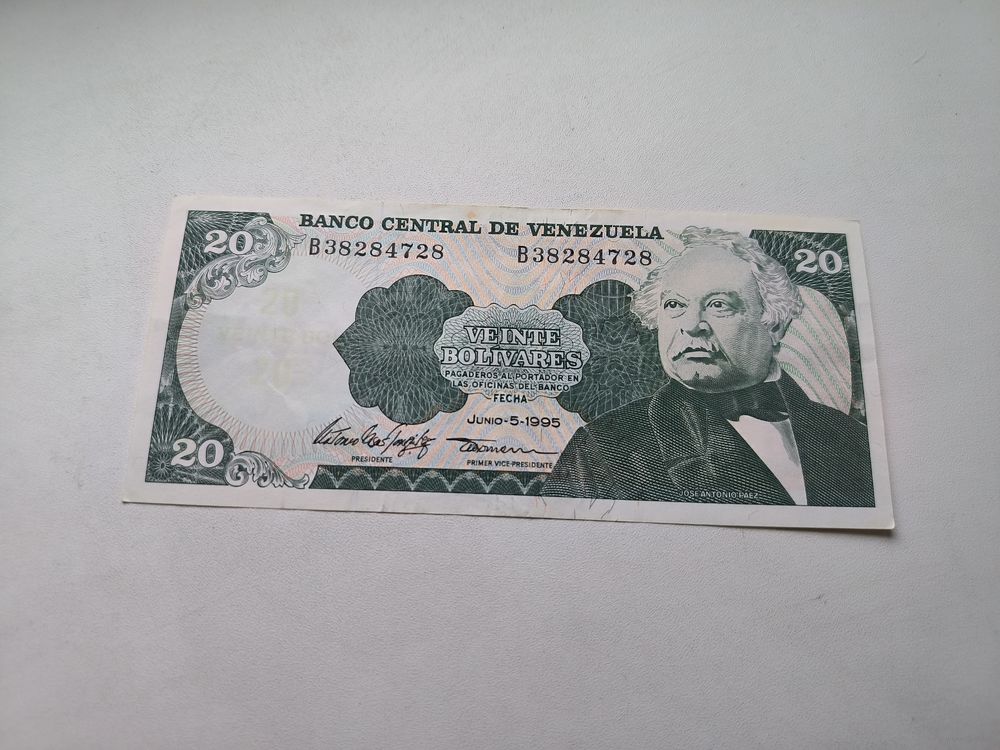 BANCO CENTRAL DE VENEZUELA
20
B38284728
B38284728
20
VEINTE
BOLIVARES
PAGADEROS AL PORTADOR EN
LAS OFICINAS DEL BANCO
FECHA
JUNIO-5-1995
20
PRESIDENTE
PRIMER VICE-PRESIDENTE
JOSE ANTONIO PAEZ